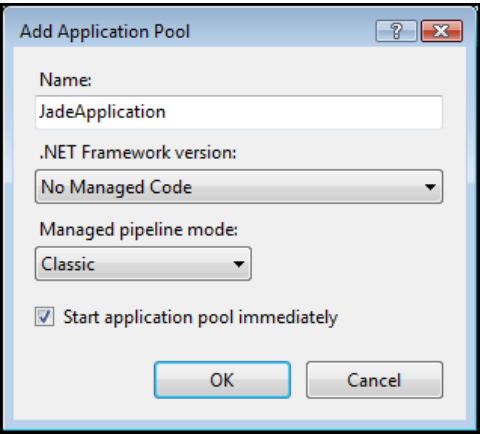 Add Application Pool
Name:
JadeApplication
.NET Framework version:
No Managed Code
Managed pipeline mode:
Classic
Start application pool immediately
OK Cancel